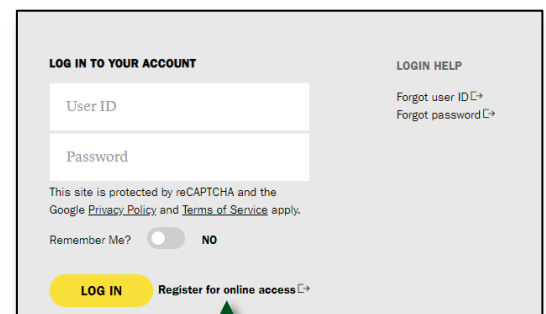 LOG IN TO YOUR ACCOUNT
User ID
Password
This site is protected by reCAPTCHA and the
Google Privacy Policy and Terms of Service apply.
Remember Me? NO
LOG IN Register for online access
LOGIN HELP
Forgot user ID
Forgot password